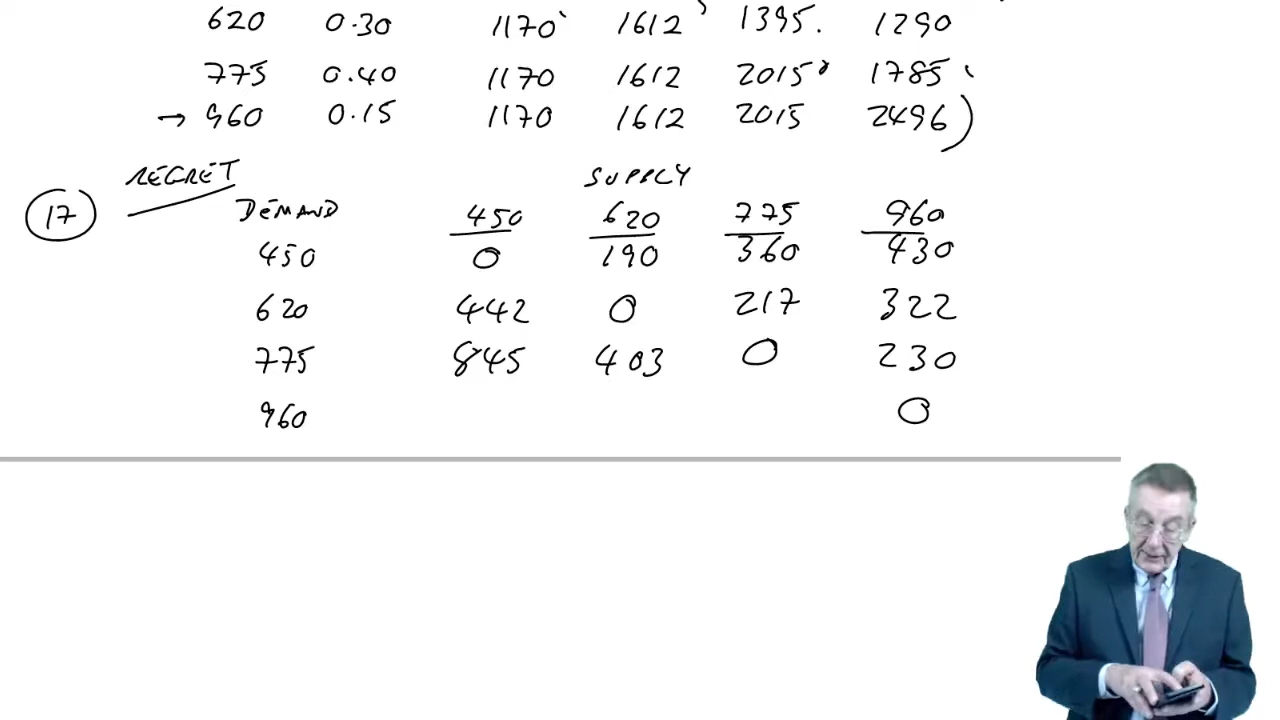 620 0.30 1170 1612 1395. 1290
775 0.40 1170 1612 2015 1785
→ 960 0.15 1170 1612 2015 2496)
REGRET SUPPLY
17 DEMAND 450 620 775 960
450 0 190 360 430
620 442 0 217 322
775 845 403 0 230
960 0